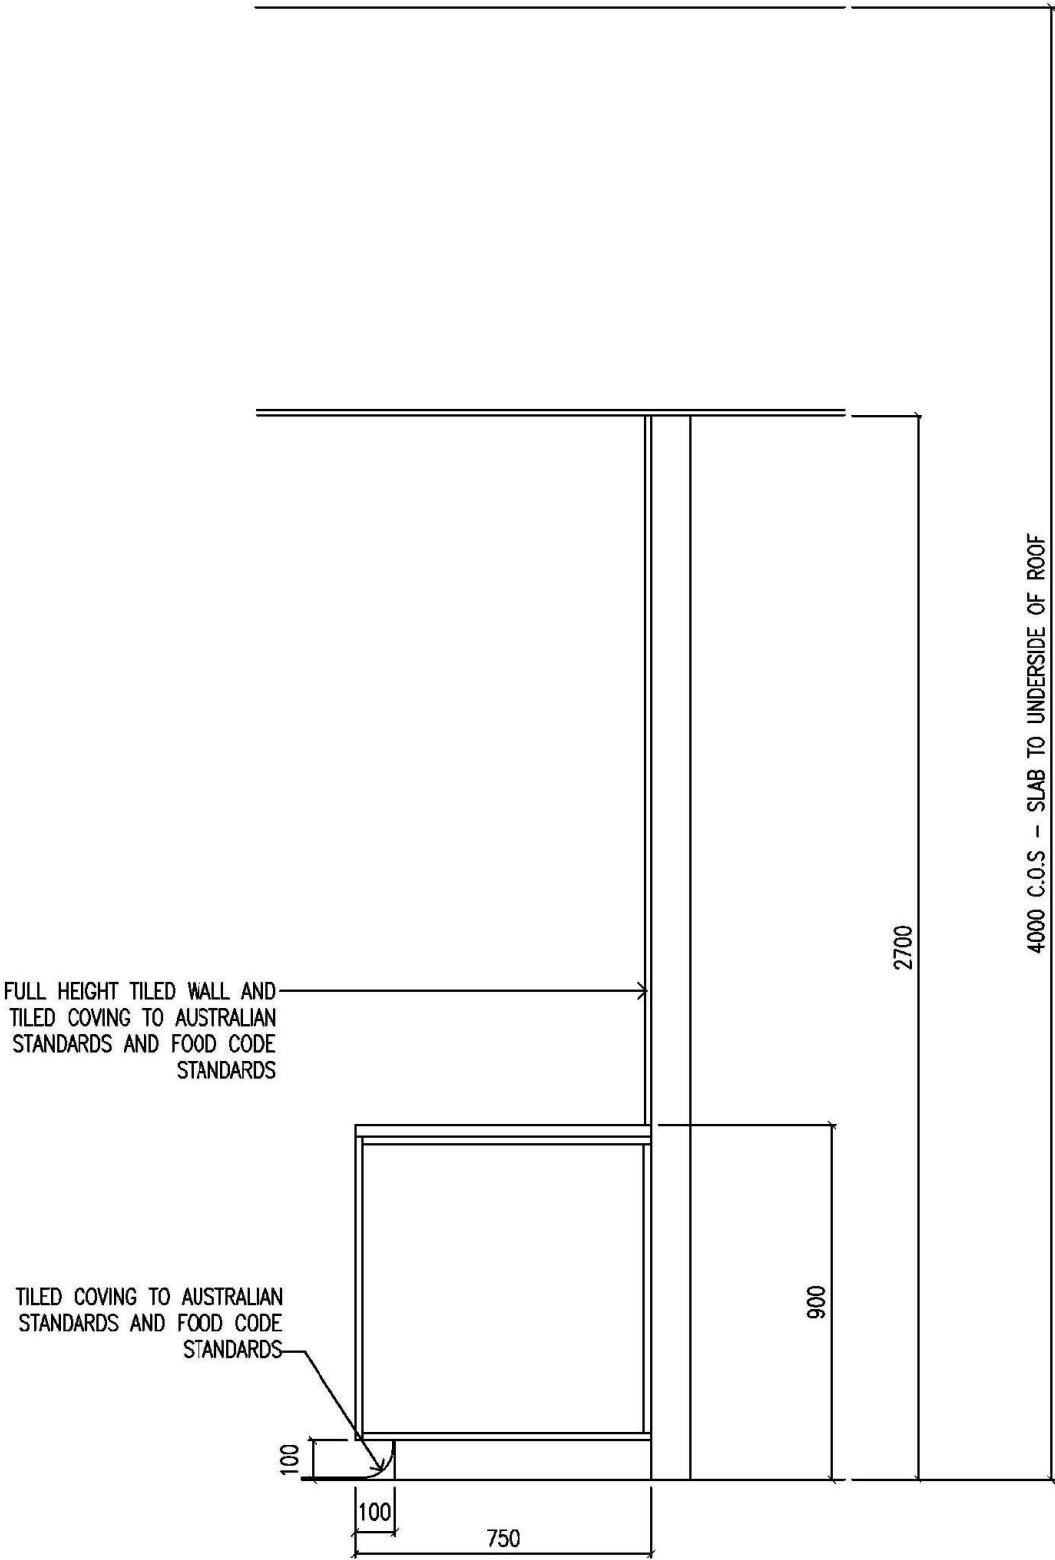 4000 C.O.S - SLAB TO UNDERSIDE OF ROOF
2700
FULL HEIGHT TILED WALL AND
TILED COVING TO AUSTRALIAN
STANDARDS AND FOOD CODE
STANDARDS
900
TILED COVING TO AUSTRALIAN
STANDARDS AND FOOD CODE
STANDARDS
100
100
750